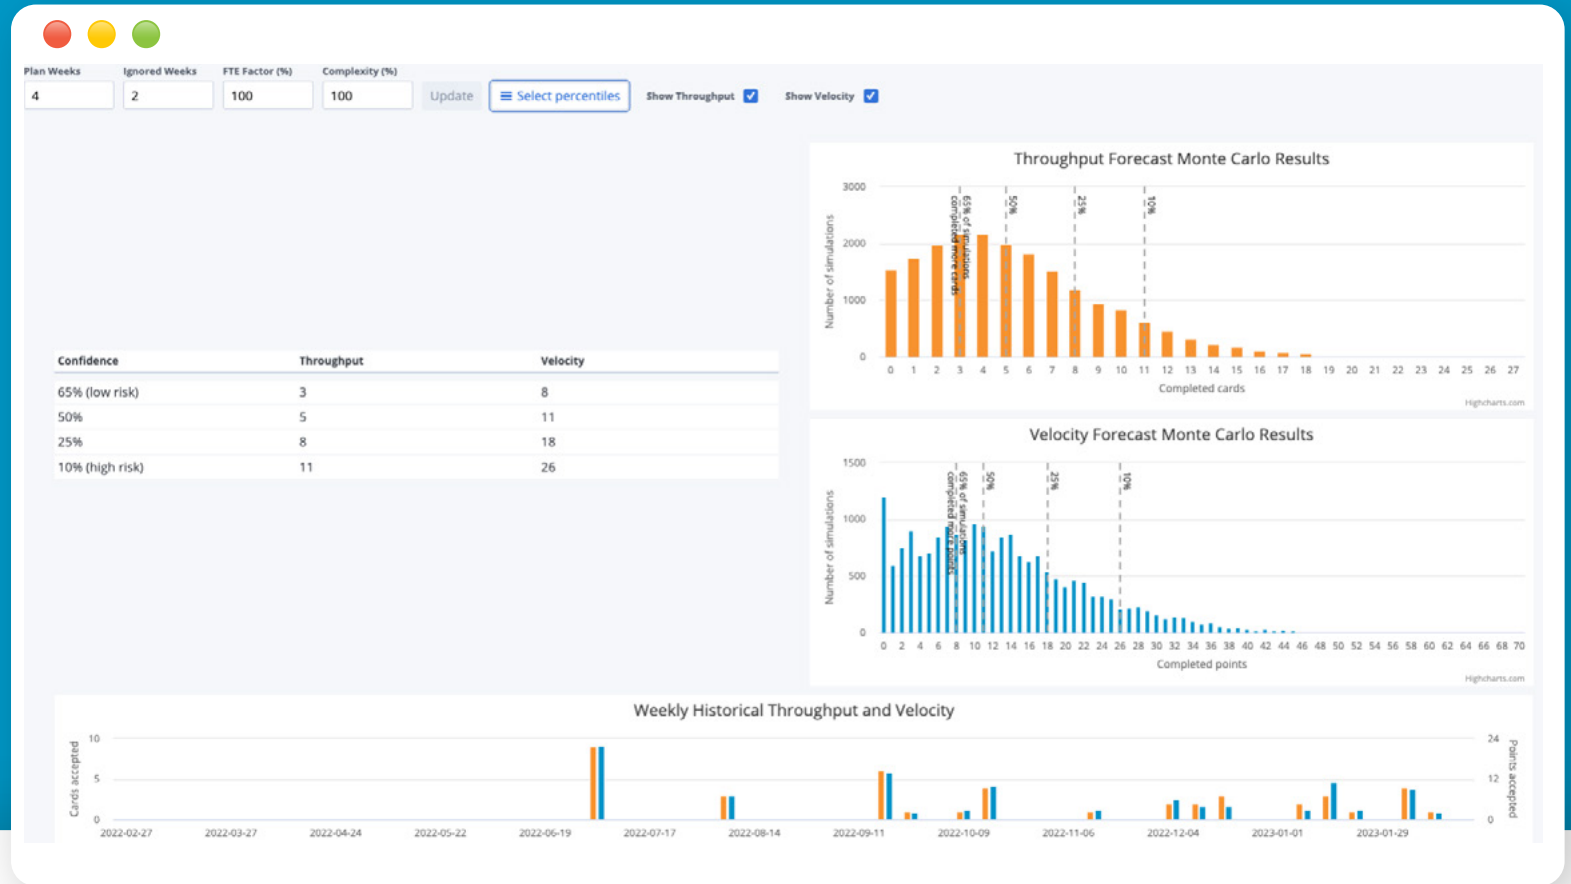 Plan Weeks Ignored Weeks FTE Factor (%) Complexity (%)
4 2 100 100 Update Select percentiles Show Throughput Show Velocity
Throughput Forecast Monte Carlo Results
Number of simulations
3000
2000
1000
0
65% of simulations
completed more cards
50%
25%
10%
0 1 2 3 4 5 6 7 8 9 10 11 12 13 14 15 16 17 18 19 20 21 22 23 24 25 26 27
Completed cards
Highcharts.com
Confidence Throughput Velocity
65% (low risk) 3 8
50% 5 11
25% 8 18
10% (high risk) 11 26
Velocity Forecast Monte Carlo Results
Number of simulations
1500
1000
500
0
65% of simulations
completed more points
50%
25%
10%
0 2 4 6 8 10 12 14 16 18 20 22 24 26 28 30 32 34 36 38 40 42 44 46 48 50 52 54 56 58 60 62 64 66 68 70
Completed points
Highcharts.com
Weekly Historical Throughput and Velocity
Cards accepted
10
5
0
24
12
0
Points accepted
2022-02-27 2022-03-27 2022-04-24 2022-05-22 2022-06-19 2022-07-17 2022-08-14 2022-09-11 2022-10-09 2022-11-06 2022-12-04 2023-01-01 2023-01-29